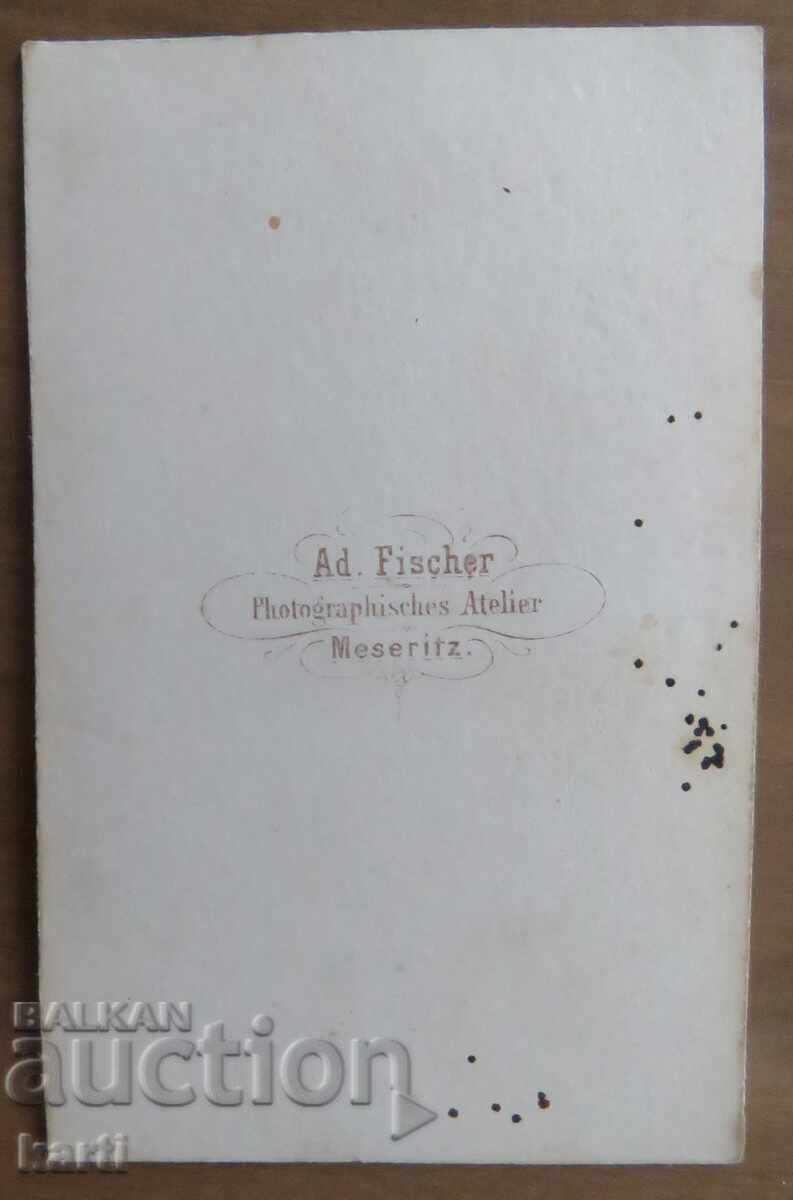 Ad. Fischer
Photographisches Atelier
Meseritz.
BALKAN
auction
karti